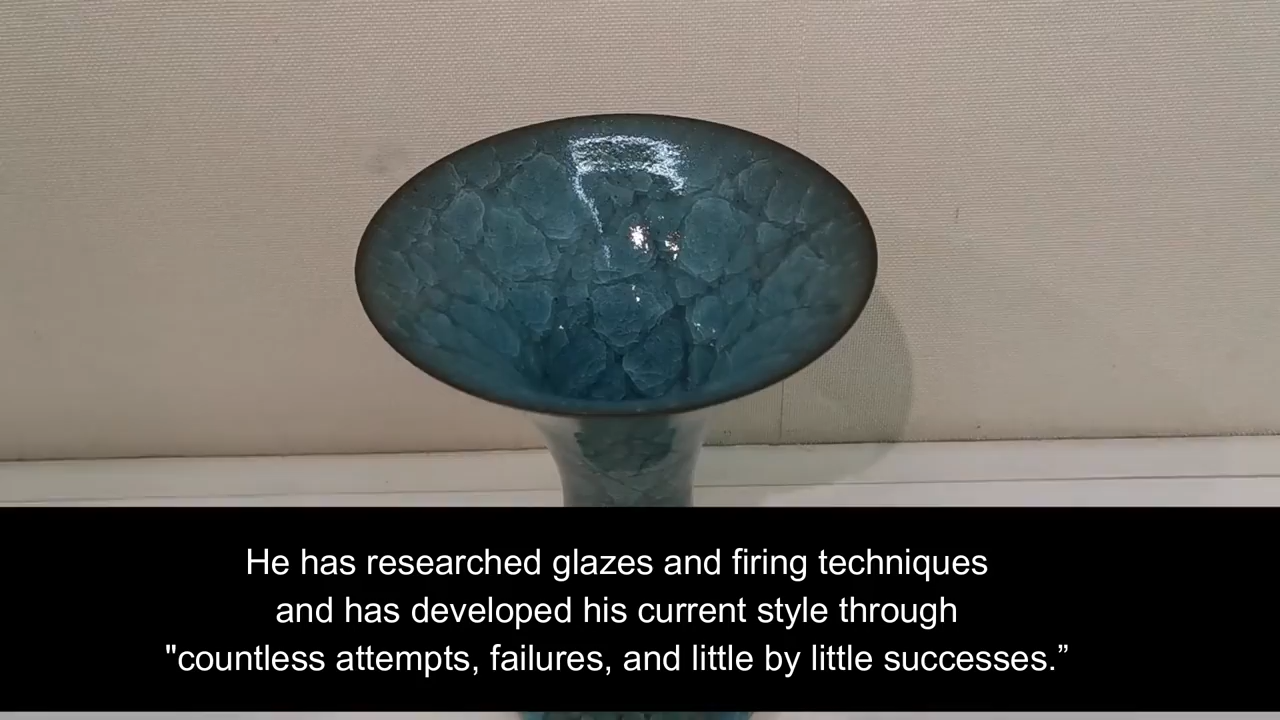 He has researched glazes and firing techniques
and has developed his current style through
"countless attempts, failures, and little by little successes.”